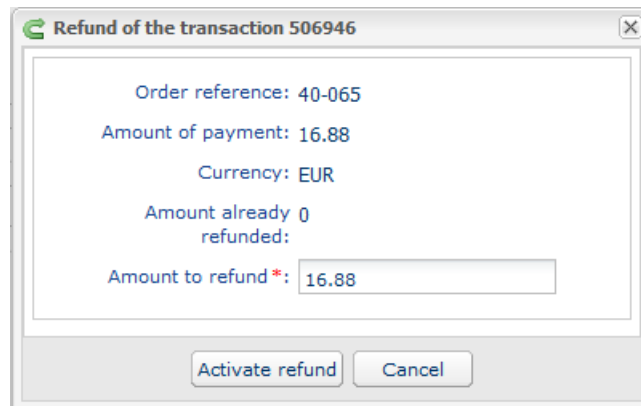 Refund of the transaction 506946
Order reference: 40-065
Amount of payment: 16.88
Currency: EUR
Amount already 0
refunded:
Amount to refund *: 16.88
Activate refund Cancel